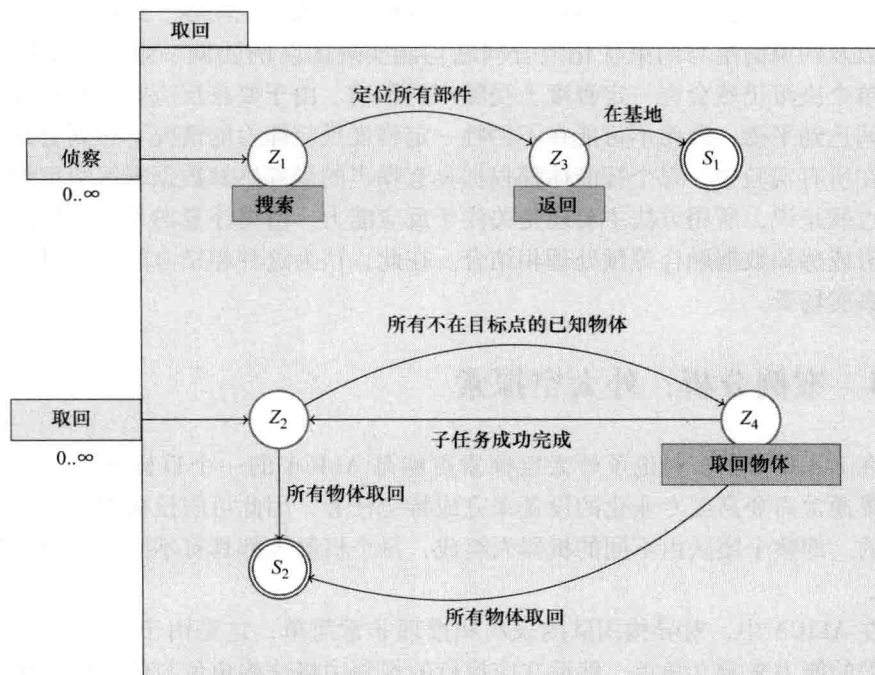 取回
定位所有部件
在基地
侦察
Z1
Z3
S1
0..∞
搜索
返回
所有不在目标点的已知物体
取回
Z2
Z4
子任务成功完成
0..∞
取回物体
所有物体取回
S2
所有物体取回